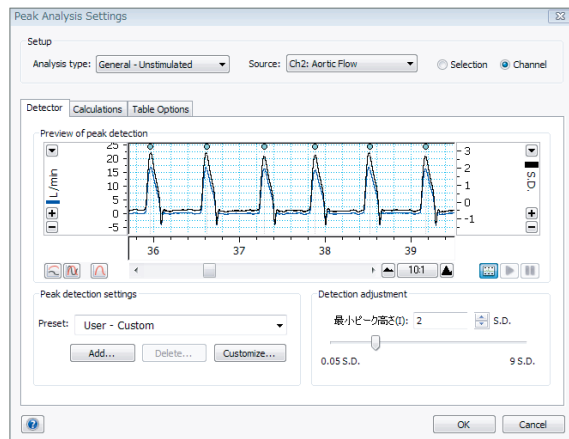 Peak Analysis Settings
Setup
Analysis type: General - Unstimulated Source: Ch2: Aortic Flow Selection Channel
Detector Calculations Table Options
Preview of peak detection
L/min
25
20
15
10
5
0
-5
3
2
1
0
-1
S.D.
36 37 38 39
10:1
Peak detection settings
Preset: User - Custom
Add... Delete... Customize...
Detection adjustment
最小ピーク高さ(I): 2 S.D.
0.05 S.D. 9 S.D.
OK Cancel